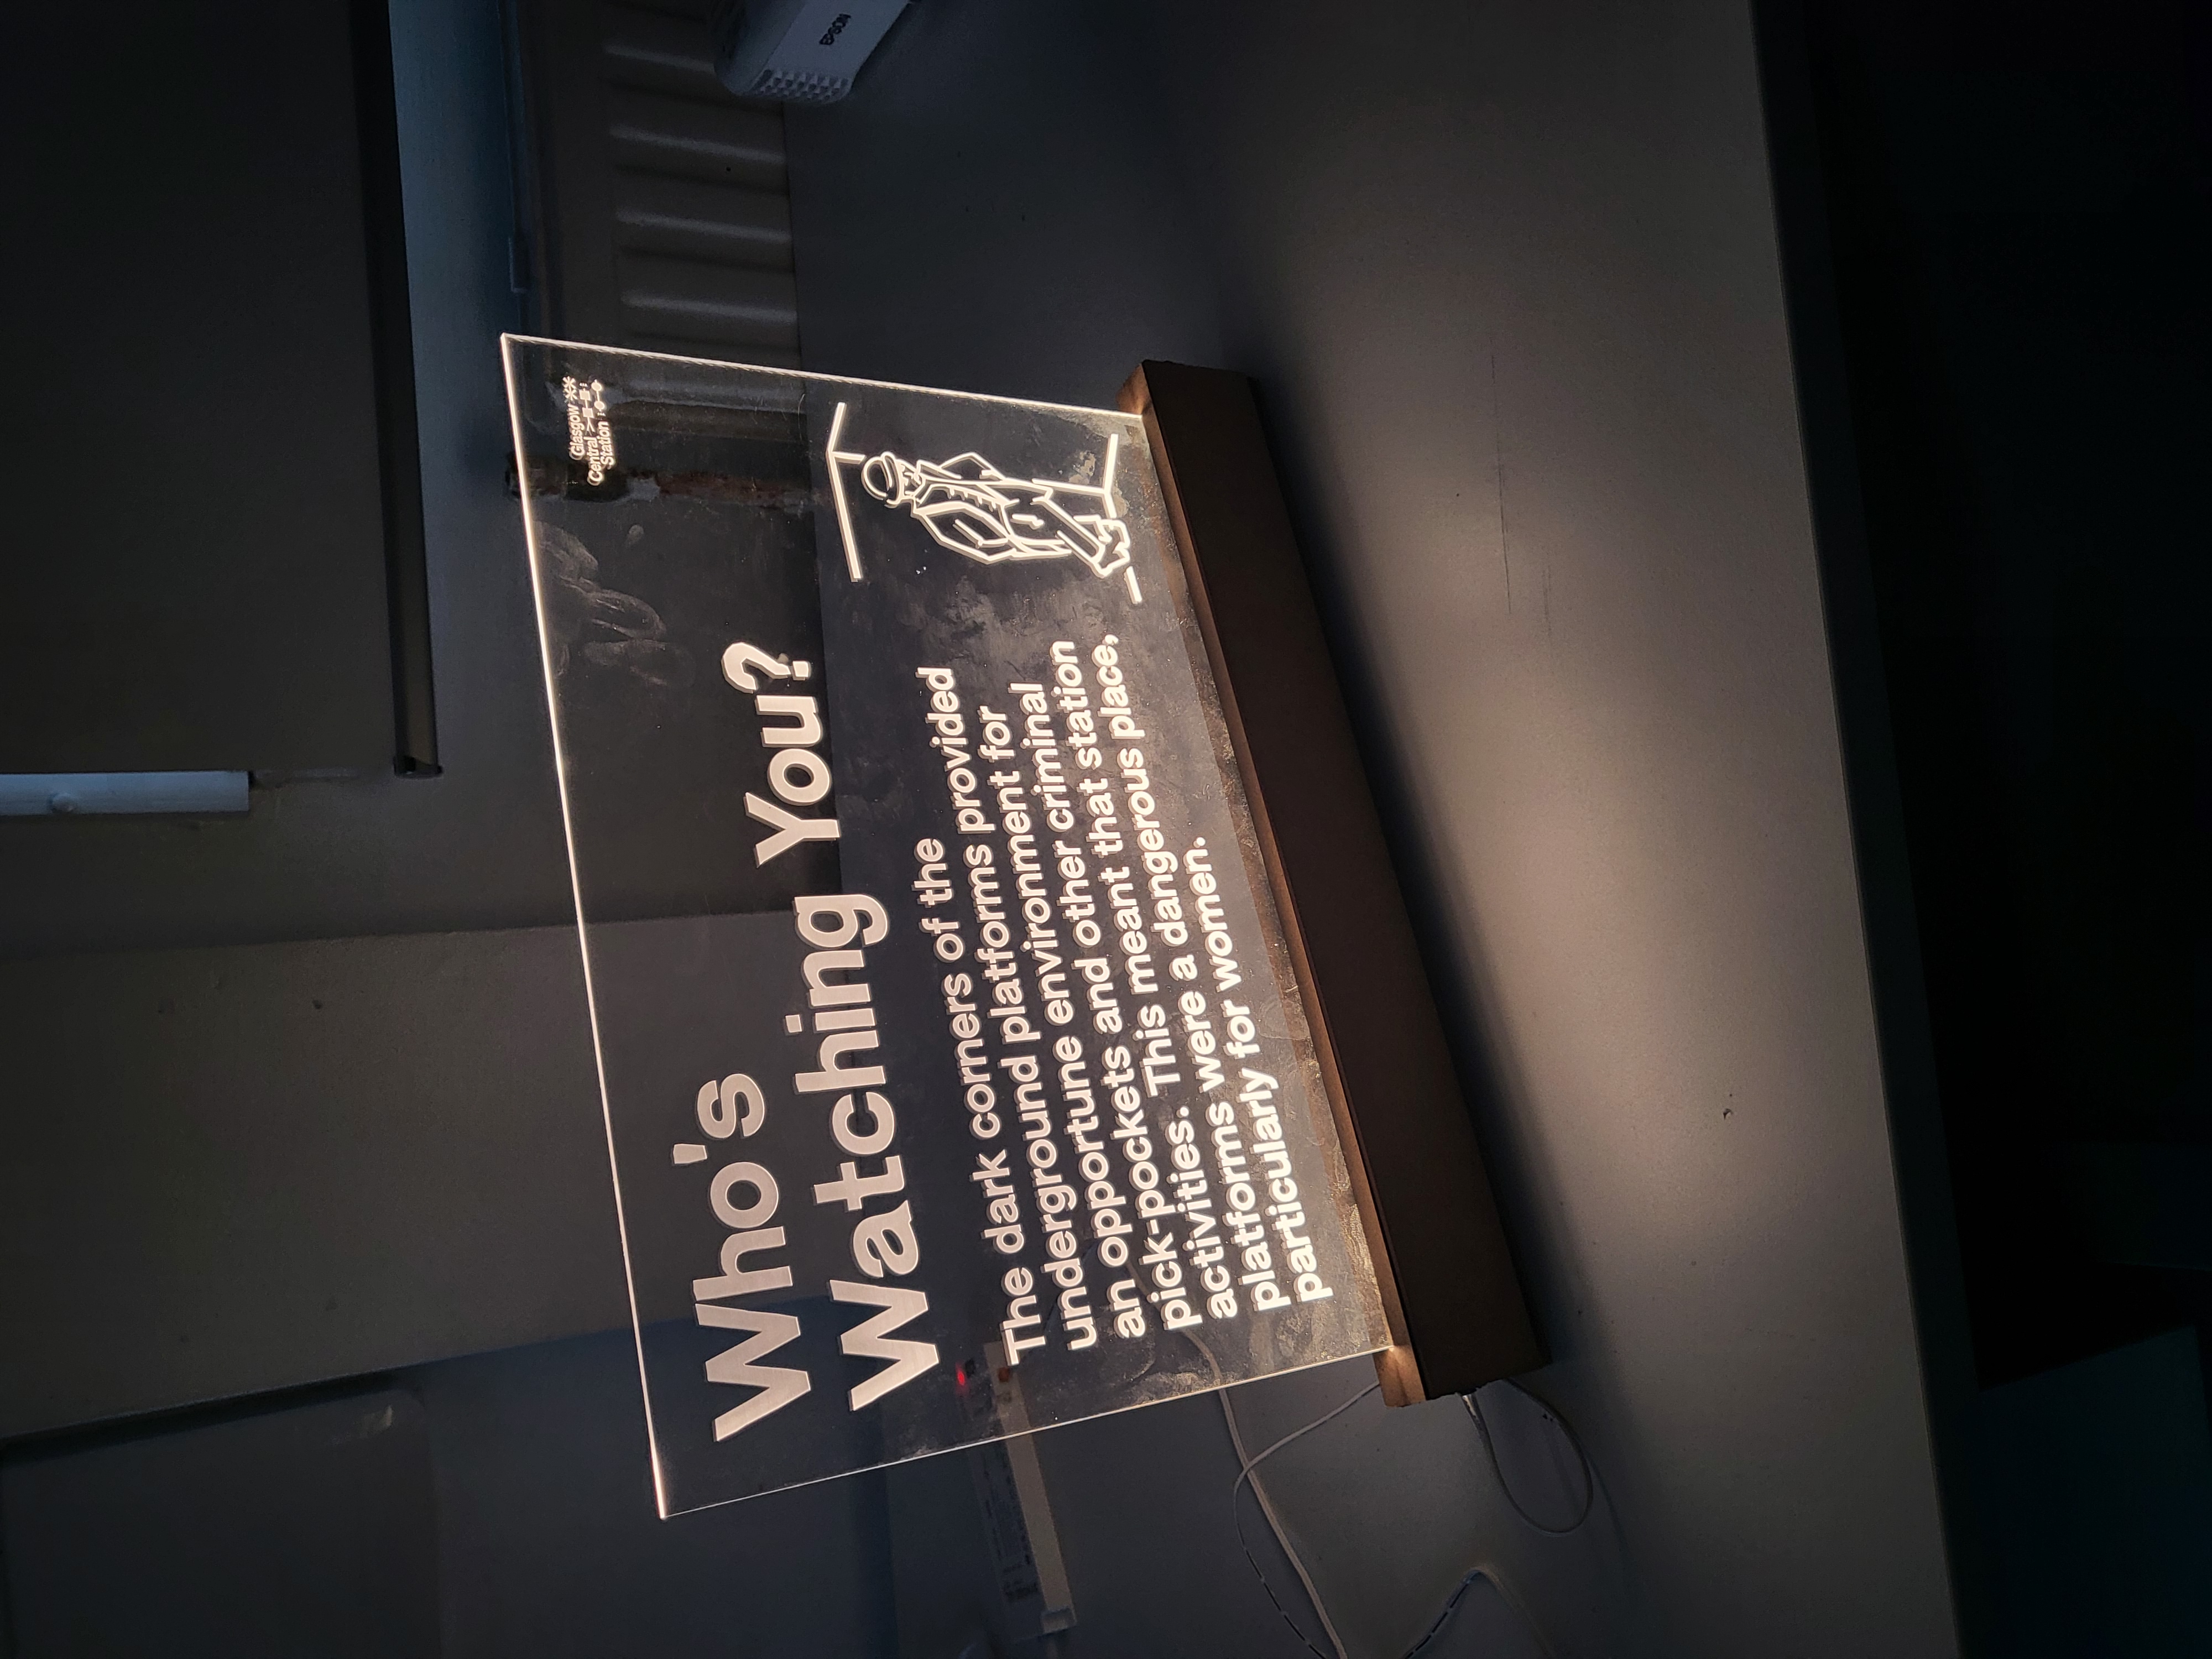 Glasgow
Central
Station
Who's
Watching You?
The dark corners of the
underground platforms provided
an opportune environment for
pick-pockets and other criminal
activities. This meant that station
platforms were a dangerous place,
particularly for women.
EPSON